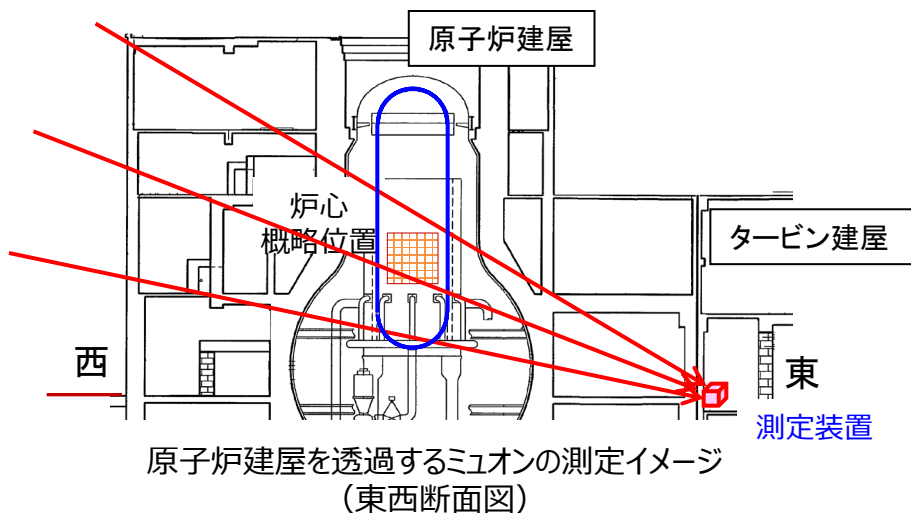 原子炉建屋
炉心
概略位置
タービン建屋
西
東
測定装置
原子炉建屋を透過するミュオンの測定イメージ
（東西断面図）